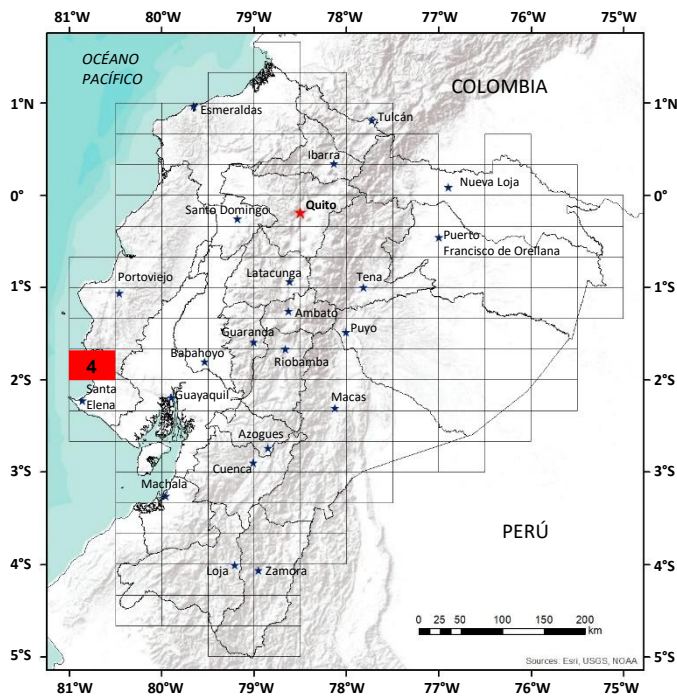 81°W 80°W 79°W 78°W 77°W 76°W 75°W
OCÉANO
PACÍFICO
COLOMBIA
1°N 1°N
Esmeraldas
Tulcán
Ibarra
Nueva Loja
0° 0°
Quito
Santo Domingo
Puerto
Francisco de Orellana
Portoviejo
Latacunga
Tena
1°S 1°S
Ambato
Guaranda
Puyo
4
Babahoyo
Riobamba
2°S 2°S
Santa
Elena
Guayaquil
Macas
Azogues
Cuenca
3°S 3°S
Machala
PERÚ
4°S 4°S
Loja
Zamora
0 25 50 100 150 200
km
5°S 5°S
Sources: Esri, USGS, NOAA
81°W 80°W 79°W 78°W 77°W 76°W 75°W